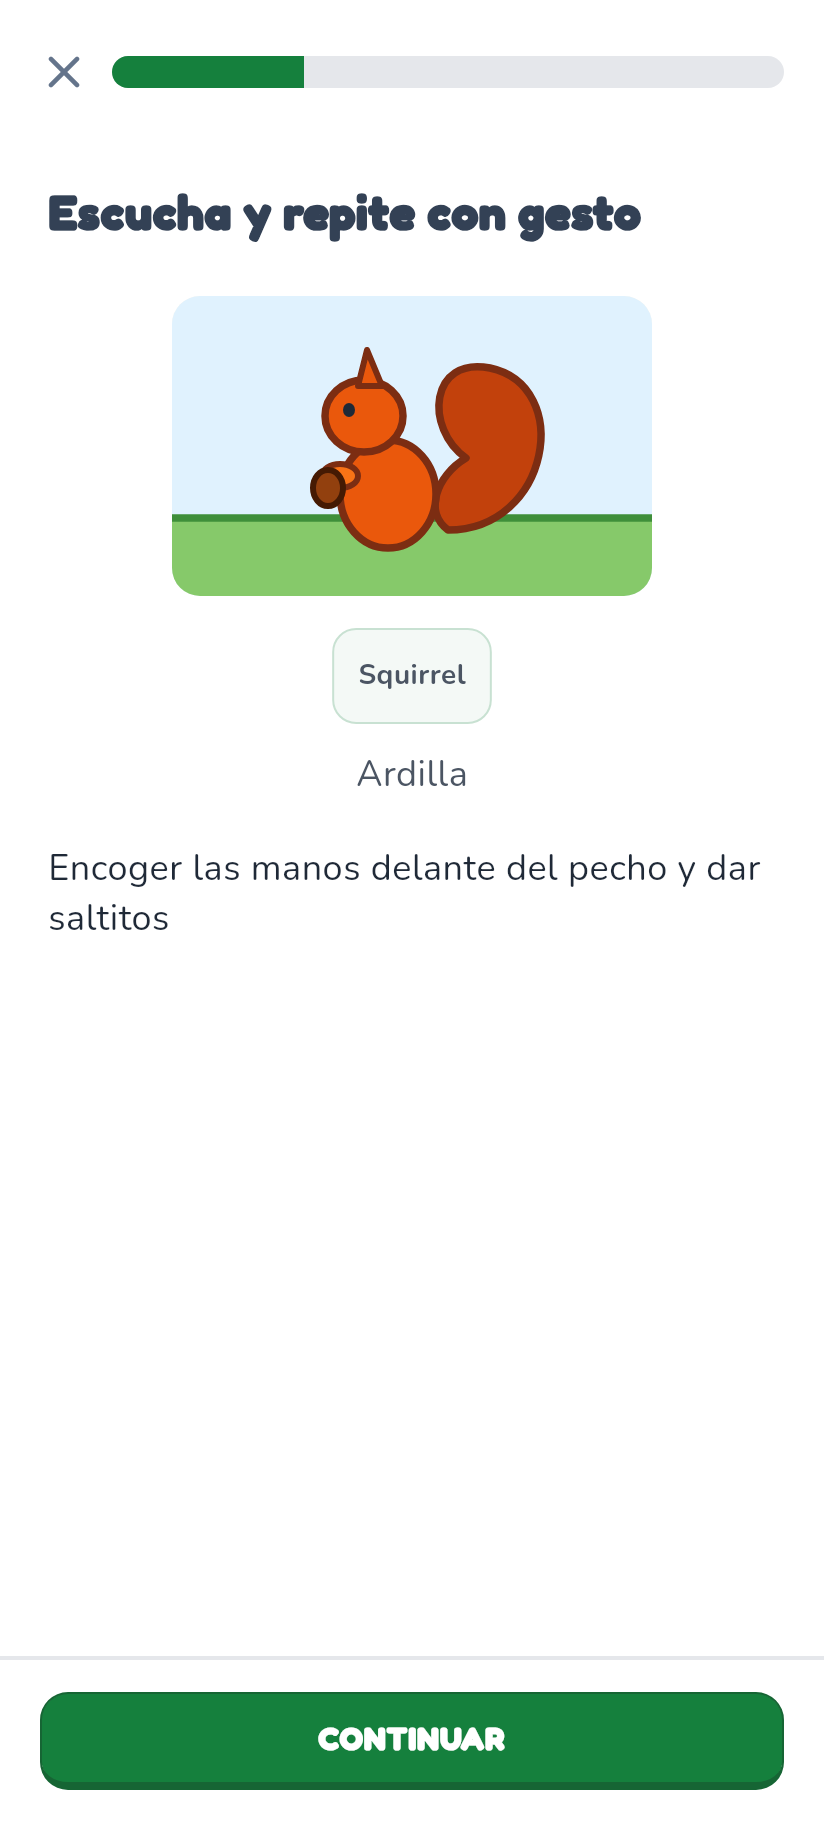 Escucha y repite con gesto
Squirrel
Ardilla
Encoger las manos delante del pecho y dar
saltitos
CONTINUAR